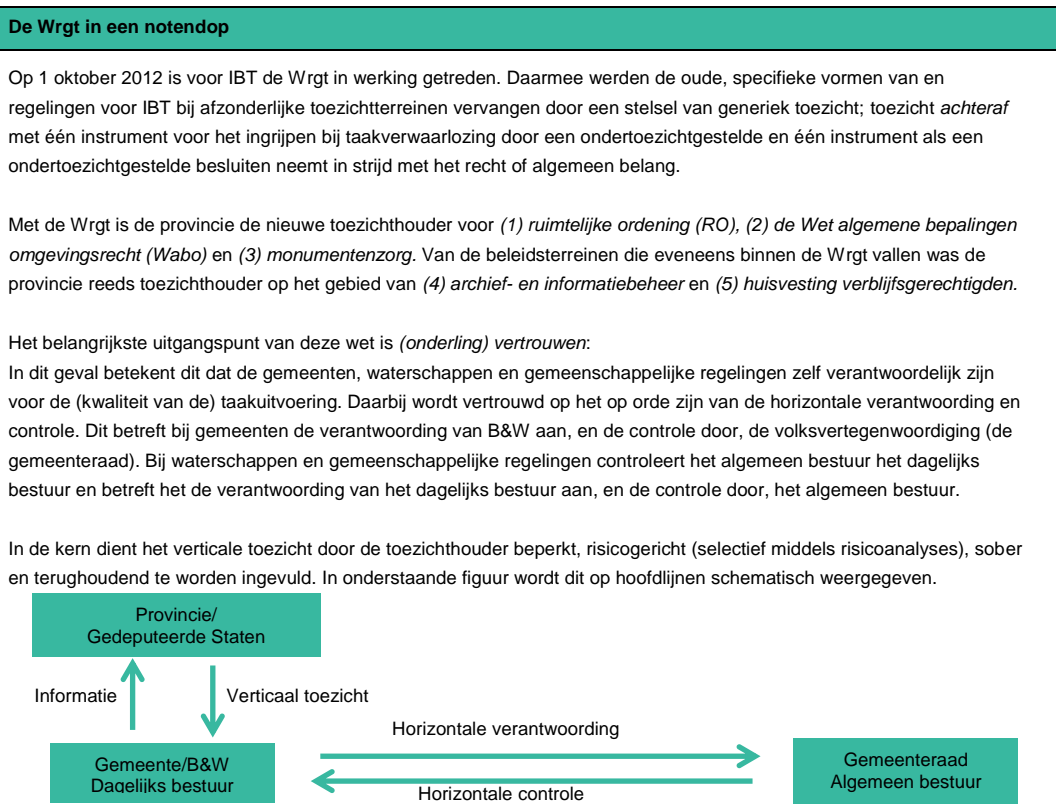 De Wrgt in een notendop
Op 1 oktober 2012 is voor IBT de Wrgt in werking getreden. Daarmee werden de oude, specifieke vormen van en
regelingen voor IBT bij afzonderlijke toezichtterreinen vervangen door een stelsel van generiek toezicht; toezicht achteraf
met één instrument voor het ingrijpen bij taakverwaarlozing door een ondertoezichtgestelde en één instrument als een
ondertoezichtgestelde besluiten neemt in strijd met het recht of algemeen belang.
Met de Wrgt is de provincie de nieuwe toezichthouder voor (1) ruimtelijke ordening (RO), (2) de Wet algemene bepalingen
omgevingsrecht (Wabo) en (3) monumentenzorg. Van de beleidsterreinen die eveneens binnen de Wrgt vallen was de
provincie reeds toezichthouder op het gebied van (4) archief- en informatiebeheer en (5) huisvesting verblijfsgerechtigden.
Het belangrijkste uitgangspunt van deze wet is (onderling) vertrouwen:
In dit geval betekent dit dat de gemeenten, waterschappen en gemeenschappelijke regelingen zelf verantwoordelijk zijn
voor de (kwaliteit van de) taakuitvoering. Daarbij wordt vertrouwd op het op orde zijn van de horizontale verantwoording en
controle. Dit betreft bij gemeenten de verantwoording van B&W aan, en de controle door, de volksvertegenwoordiging (de
gemeenteraad). Bij waterschappen en gemeenschappelijke regelingen controleert het algemeen bestuur het dagelijks
bestuur en betreft het de verantwoording van het dagelijks bestuur aan, en de controle door, het algemeen bestuur.
In de kern dient het verticale toezicht door de toezichthouder beperkt, risicogericht (selectief middels risicoanalyses), sober
en terughoudend te worden ingevuld. In onderstaande figuur wordt dit op hoofdlijnen schematisch weergegeven.
Provincie/
Gedeputeerde Staten
Informatie
Verticaal toezicht
Horizontale verantwoording
Gemeente/B&W
Dagelijks bestuur
Gemeenteraad
Algemeen bestuur
Horizontale controle